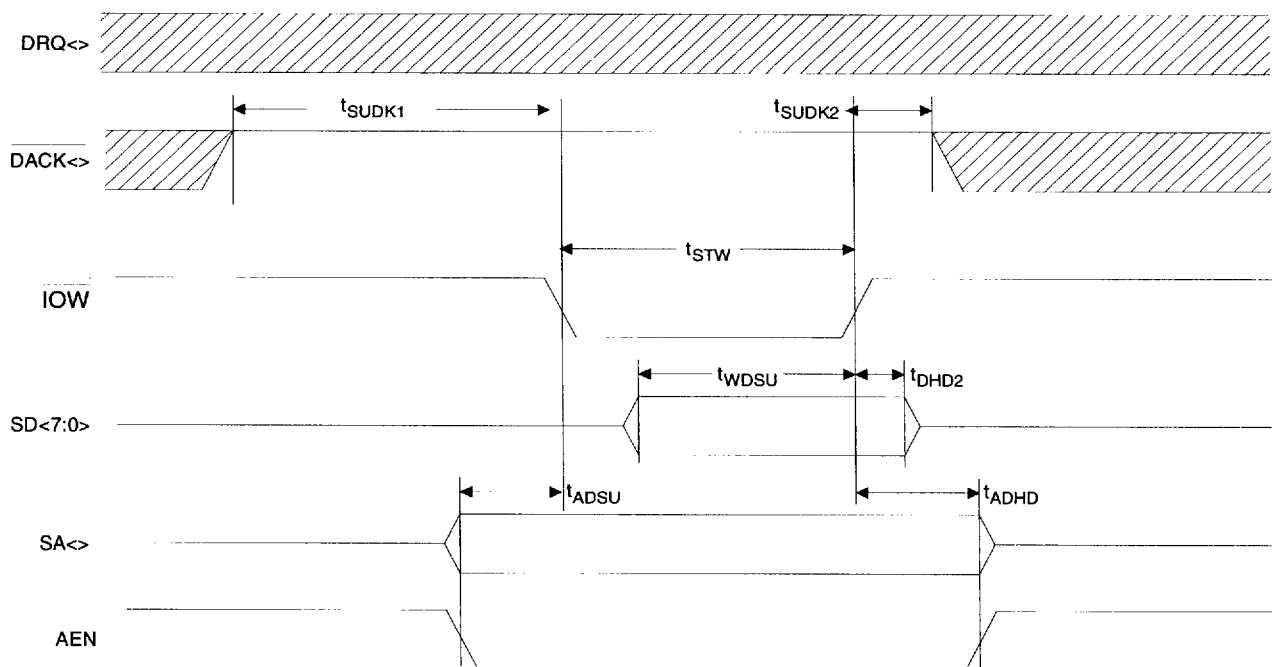 DRQ<>
tSUDK1
tSUDK2
DACK<>
tSTW
IOW
tWDSU
tDHD2
SD<7:0>
tADSU
tADHD
SA<>
AEN